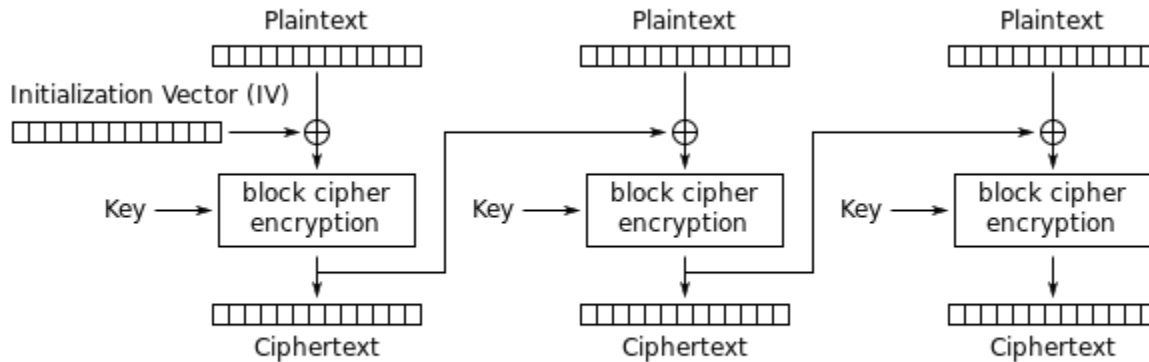 Plaintext
Plaintext
Plaintext
Initialization Vector (IV)
Key
block cipher
encryption
Key
block cipher
encryption
Key
block cipher
encryption
Ciphertext
Ciphertext
Ciphertext